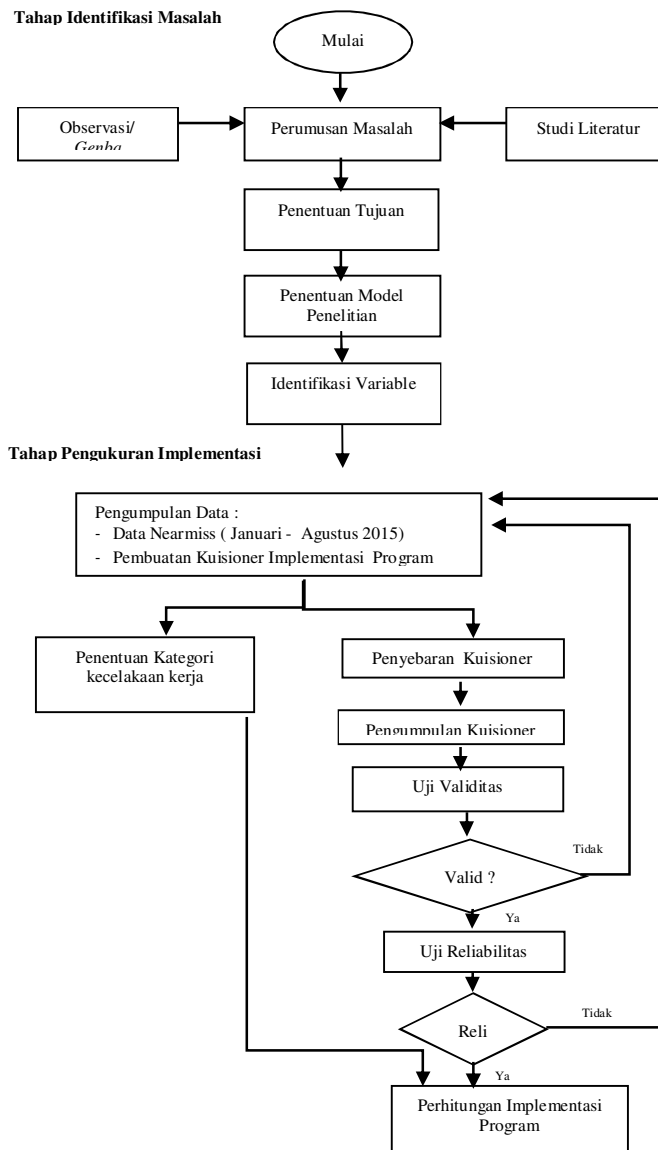 Tahap Identifikasi Masalah
Mulai
Observasi/
Genba
Perumusan Masalah
Studi Literatur
Penentuan Tujuan
Penentuan Model
Penelitian
Identifikasi Variable
Tahap Pengukuran Implementasi
Pengumpulan Data :
- Data Nearmiss ( Januari - Agustus 2015)
- Pembuatan Kuisioner Implementasi Program
Penentuan Kategori
kecelakaan kerja
Penyebaran Kuisioner
Pengumpulan Kuisioner
Uji Validitas
Valid ?
Tidak
Ya
Uji Reliabilitas
Reli
Tidak
Ya
Perhitungan Implementasi
Program